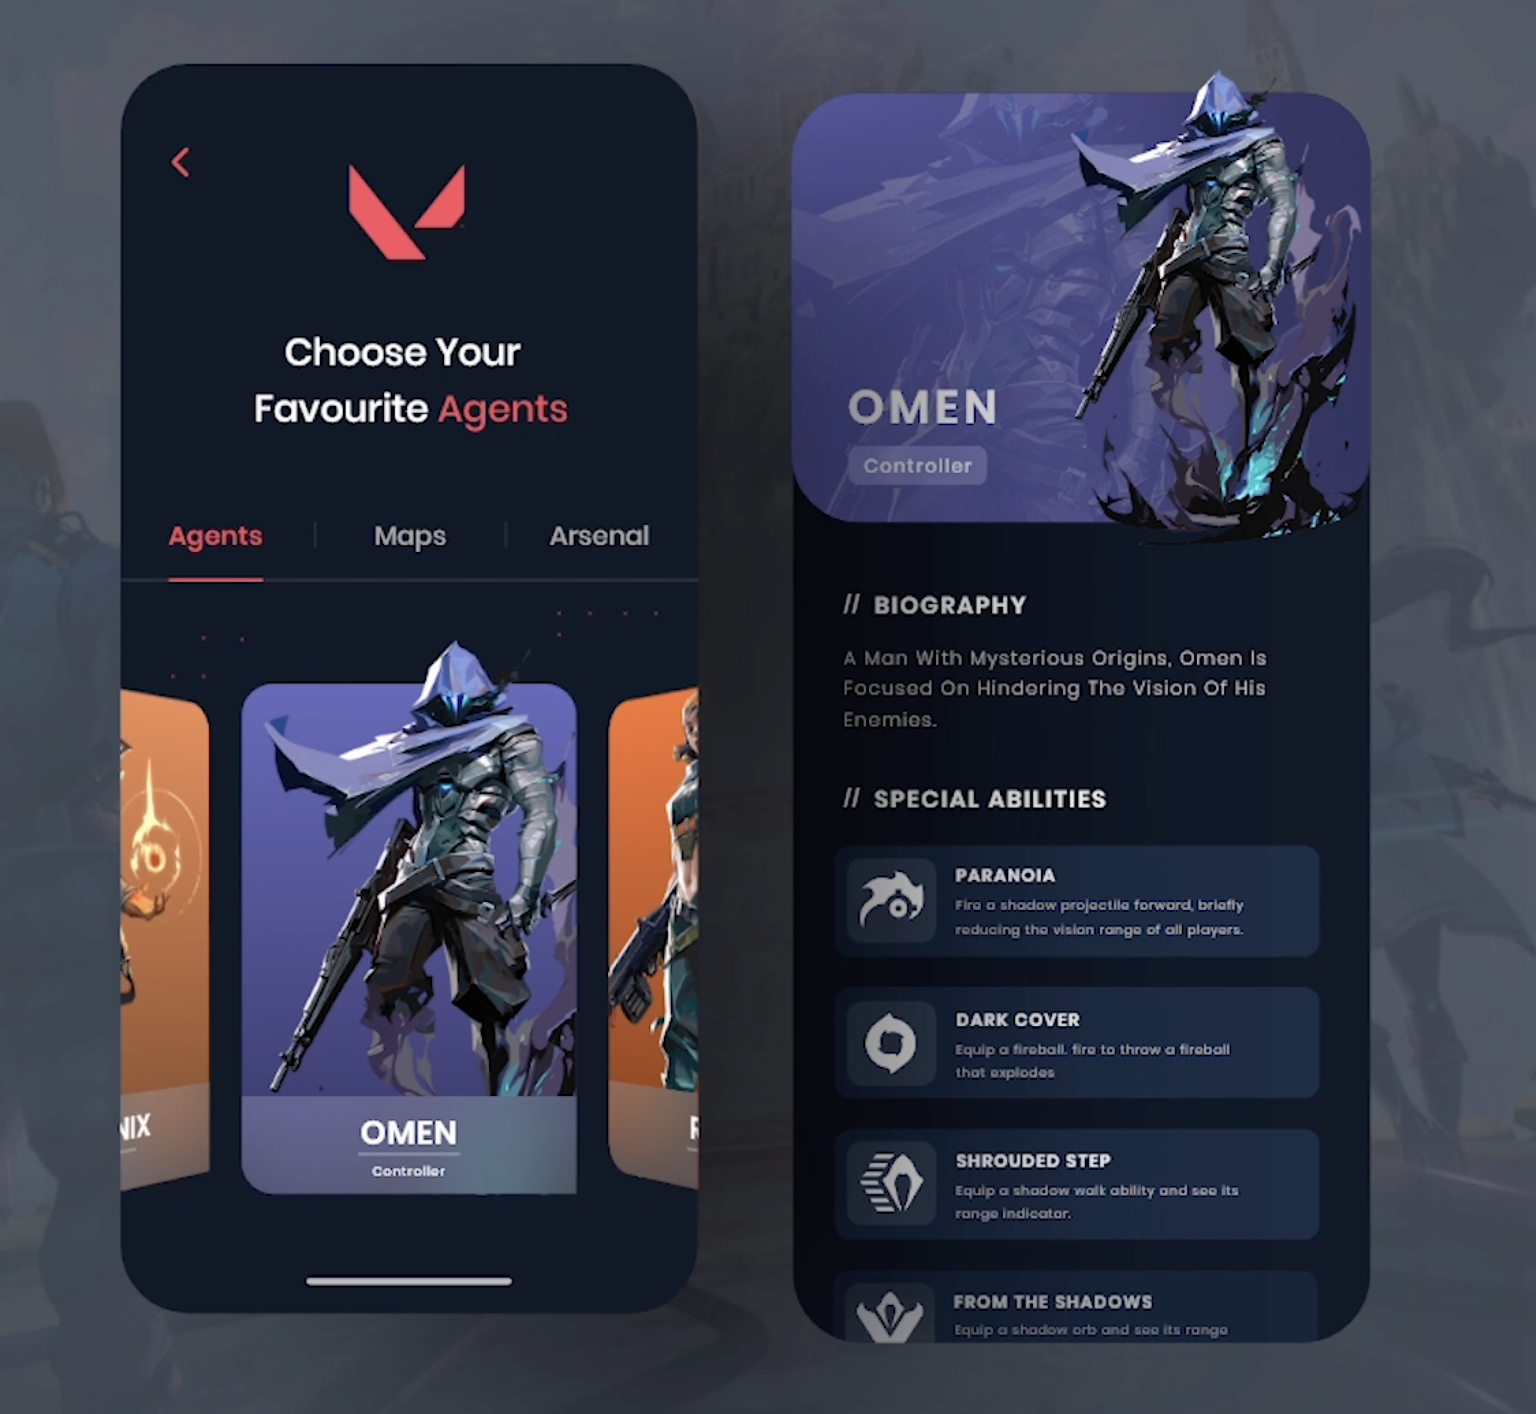 Choose Your
Favourite Agents
Agents
Maps
Arsenal
NIX
OMEN
Controller
R
OMEN
Controller
// BIOGRAPHY
A Man With Mysterious Origins, Omen Is
Focused On Hindering The Vision Of His
Enemies.
// SPECIAL ABILITIES
PARANOIA
Fire a shadow projectile forward, briefly
reducing the vision range of all players.
DARK COVER
Equip a fireball. fire to throw a fireball
that explodes
SHROUDED STEP
Equip a shadow walk ability and see its
range indicator.
FROM THE SHADOWS
Equip a shadow orb and see its range